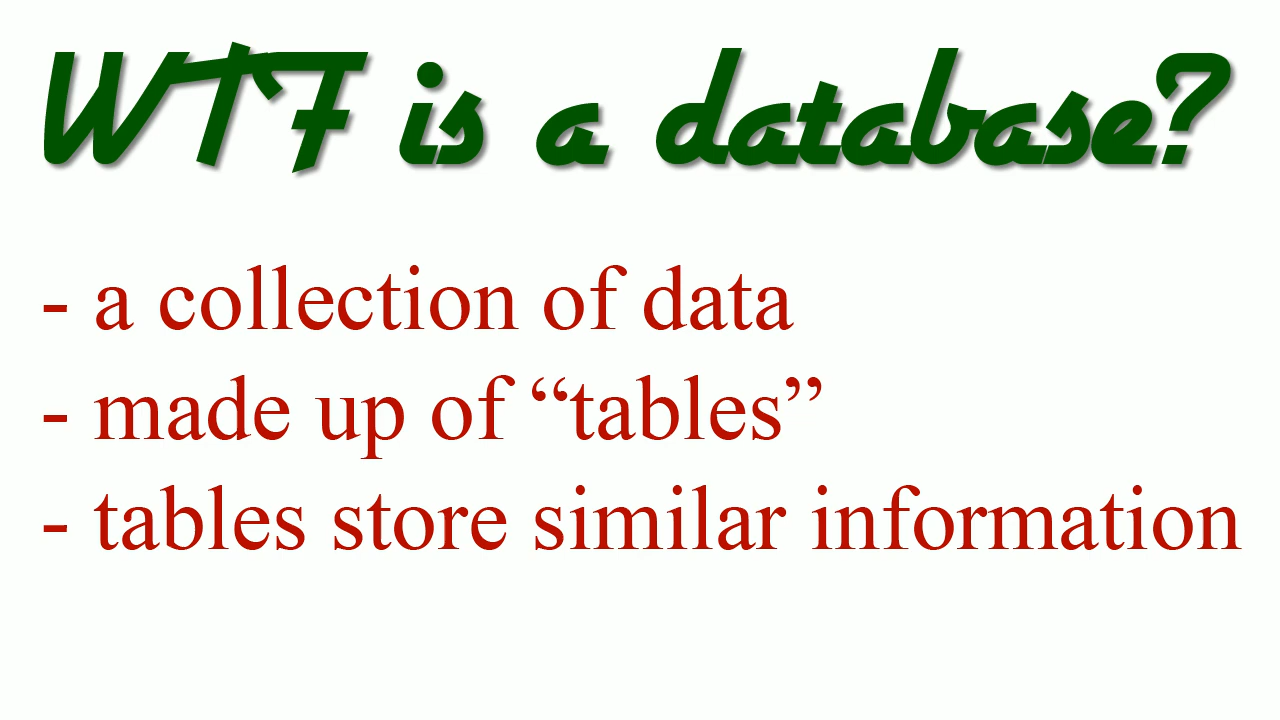 WTF is a database?
- a collection of data
- made up of “tables”
- tables store similar information